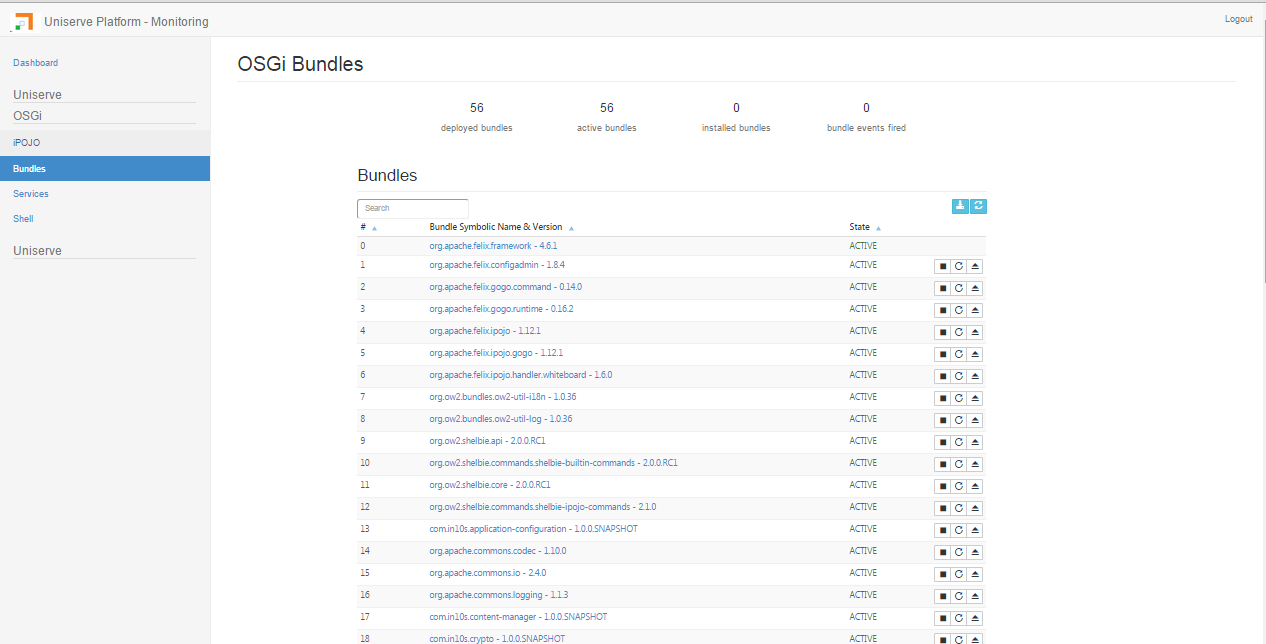 Uniserve Platform - Monitoring
Logout
Dashboard
Uniserve
OSGi
iPOJO
Bundles
Services
Shell
Uniserve
OSGi Bundles
56 56 0 0
deployed bundles active bundles installed bundles bundle events fired
Bundles
Search
# Bundle Symbolic Name & Version State
0 org.apache.felix.framework - 4.6.1 ACTIVE
1 org.apache.felix.configadmin - 1.8.4 ACTIVE
2 org.apache.felix.gogo.command - 0.14.0 ACTIVE
3 org.apache.felix.gogo.runtime - 0.16.2 ACTIVE
4 org.apache.felix.ipojo - 1.12.1 ACTIVE
5 org.apache.felix.ipojo.gogo - 1.12.1 ACTIVE
6 org.apache.felix.ipojo.handler.whiteboard - 1.6.0 ACTIVE
7 org.ow2.bundles.ow2-util-i18n - 1.0.36 ACTIVE
8 org.ow2.bundles.ow2-util-log - 1.0.36 ACTIVE
9 org.ow2.shelbie.api - 2.0.0.RC1 ACTIVE
10 org.ow2.shelbie.commands.shelbie-builtin-commands - 2.0.0.RC1 ACTIVE
11 org.ow2.shelbie.core - 2.0.0.RC1 ACTIVE
12 org.ow2.shelbie.commands.shelbie-ipojo-commands - 2.1.0 ACTIVE
13 com.in10s.application-configuration - 1.0.0.SNAPSHOT ACTIVE
14 org.apache.commons.codec - 1.10.0 ACTIVE
15 org.apache.commons.io - 2.4.0 ACTIVE
16 org.apache.commons.logging - 1.1.3 ACTIVE
17 com.in10s.content-manager - 1.0.0.SNAPSHOT ACTIVE
18 com.in10s.crypto - 1.0.0.SNAPSHOT ACTIVE